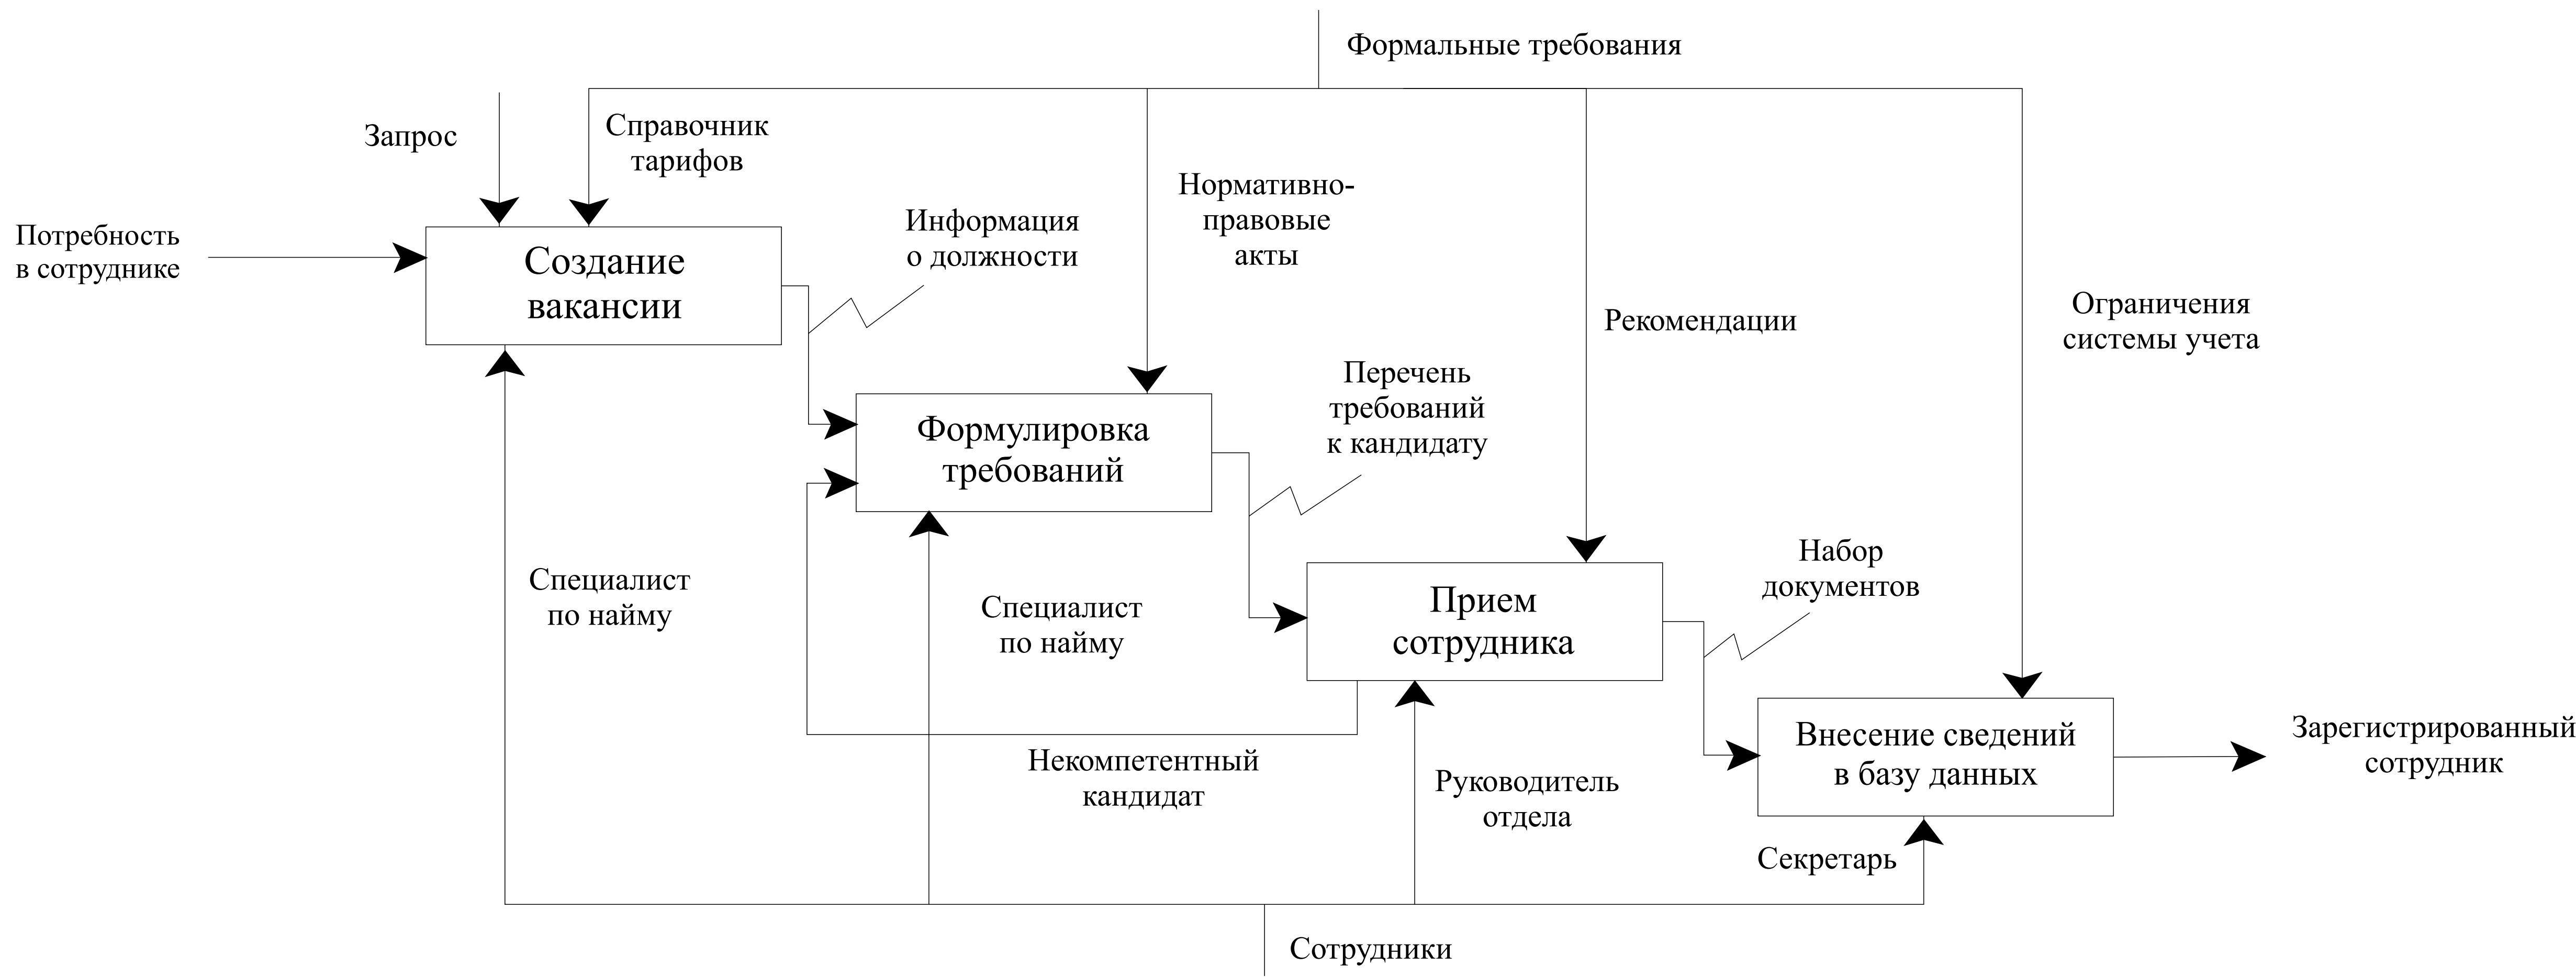 Формальные требования
Запрос
Справочник
тарифов
Нормативно-
правовые
акты
Потребность
в сотруднике
Информация
о должности
Создание
вакансии
Рекомендации
Ограничения
системы учета
Перечень
требований
к кандидату
Формулировка
требований
Набор
документов
Специалист
по найму
Специалист
по найму
Прием
сотрудника
Некомпетентный
кандидат
Руководитель
отдела
Внесение сведений
в базу данных
Зарегистрированный
сотрудник
Секретарь
Сотрудники